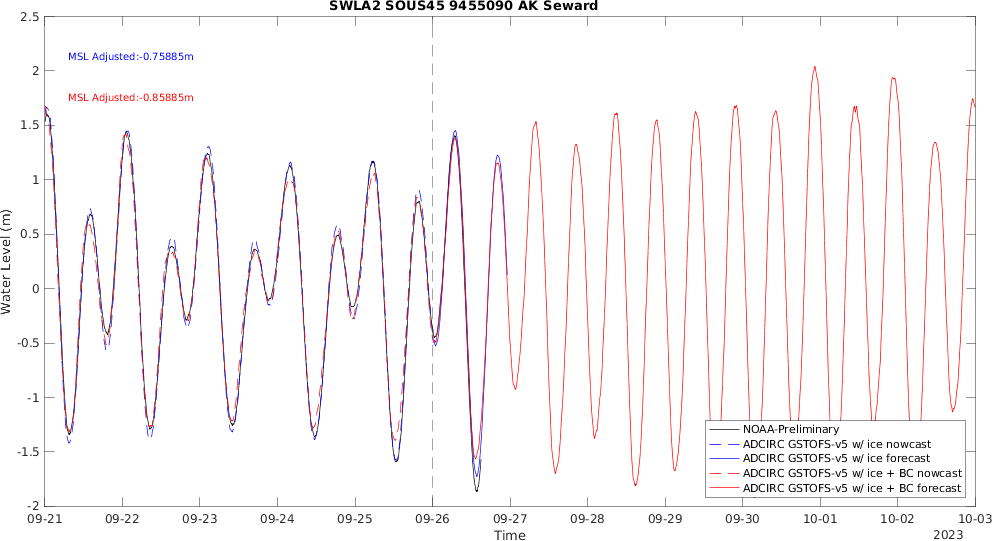 SWLA2 SOUS45 9455090 AK Seward
2.5
2
1.5
1
0.5
0
-0.5
-1
-1.5
-2
Water Level (m)
MSL Adjusted:-0.75885m
MSL Adjusted:-0.85885m
NOAA-Preliminary
ADCIRC GSTOFS-v5 w/ ice nowcast
ADCIRC GSTOFS-v5 w/ ice forecast
ADCIRC GSTOFS-v5 w/ ice + BC nowcast
ADCIRC GSTOFS-v5 w/ ice + BC forecast
09-21 09-22 09-23 09-24 09-25 09-26 09-27 09-28 09-29 09-30 10-01 10-02 10-03
Time
2023